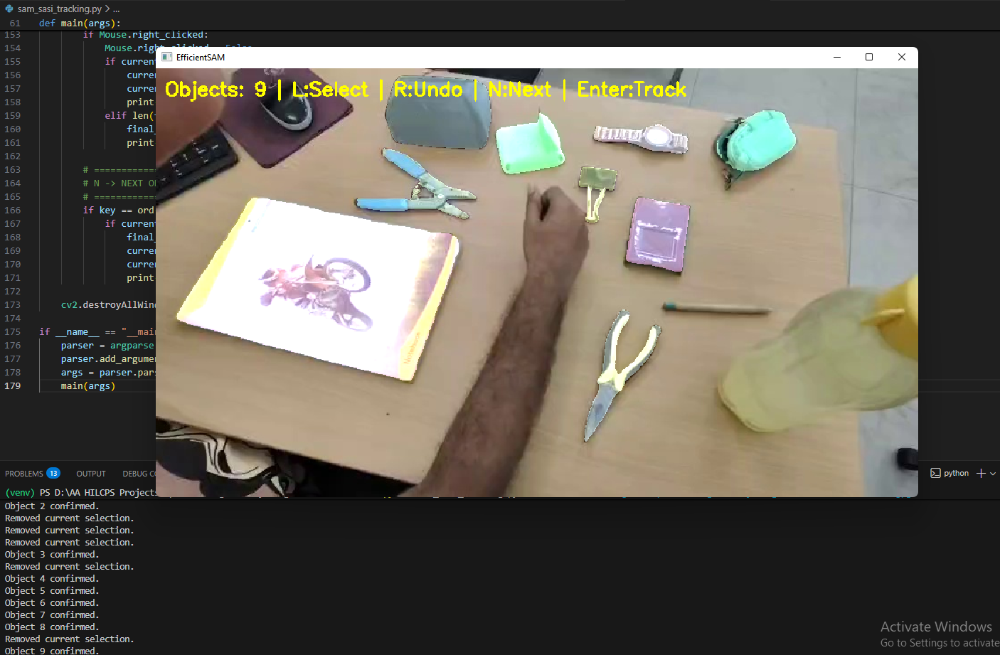 sam_sasi_tracking.py > ...
61 def main(args):
153 if Mouse.right_clicked:
154 Mouse.right_clicked = False
155 if curren
156 curre
157 curre
158 print
159 elif len(
160 final_
161 print
162
163 # ============
164 # N -> NEXT O
165 # ============
166 if key == ord
167 if curren
168 final_
169 curre
170 curre
171 print
172
173 cv2.destroyAllWin
174
175 if __name__ == "__mai
176 parser = argparse
177 parser.add_argume
178 args = parser.par
179 main(args)
EfficientSAM
Objects: 9 | L:Select | R:Undo | N:Next | Enter:Track
PROBLEMS 13 OUTPUT DEBUG CO
python
(venv) PS D:\AA HILCPS Projects
Object 2 confirmed.
Removed current selection.
Removed current selection.
Removed current selection.
Object 3 confirmed.
Removed current selection.
Object 4 confirmed.
Object 5 confirmed.
Object 6 confirmed.
Object 7 confirmed.
Object 8 confirmed.
Removed current selection.
Object 9 confirmed.
Activate Windows
Go to Settings to activate